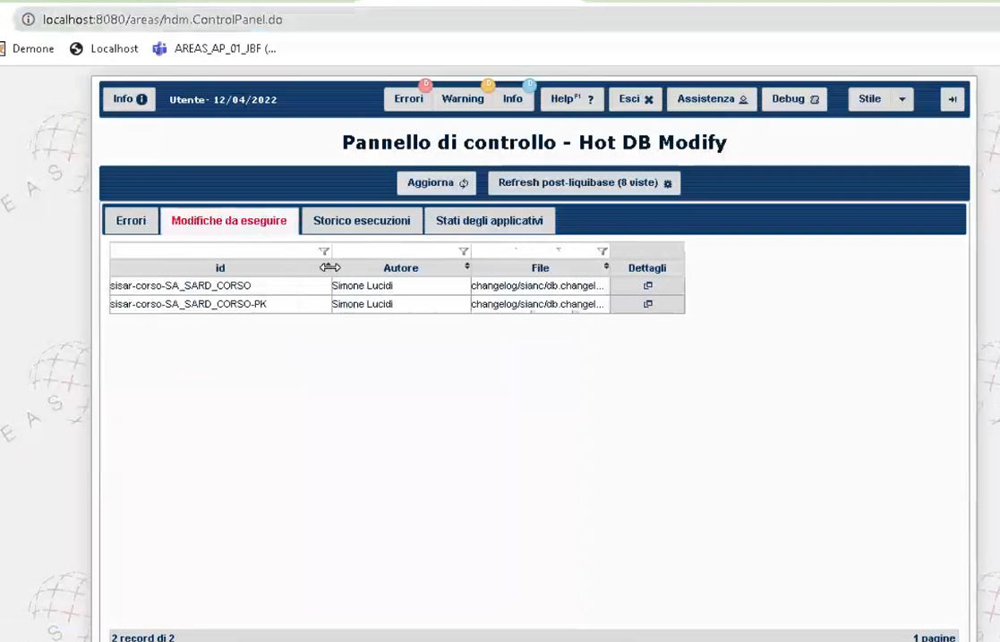 localhost:8080/areas/hdm.ControlPanel.do
Demone Localhost AREAS_AP_01_JBF (...
Info Utente- 12/04/2022 Errori 0 Warning 0 Info 0 Help F1 ? Esci Assistenza Debug Stile
Pannello di controllo - Hot DB Modify
Aggiorna Refresh post-liquibase (8 viste)
Errori Modifiche da eseguire Storico esecuzioni Stati degli applicativi
id Autore File Dettagli
sisar-corso-SA_SARD_CORSO Simone Lucidi changelog/sianc/db.changel...
sisar-corso-SA_SARD_CORSO-PK Simone Lucidi changelog/sianc/db.changel...
2 record di 2 1 pagine
E A S
E A S